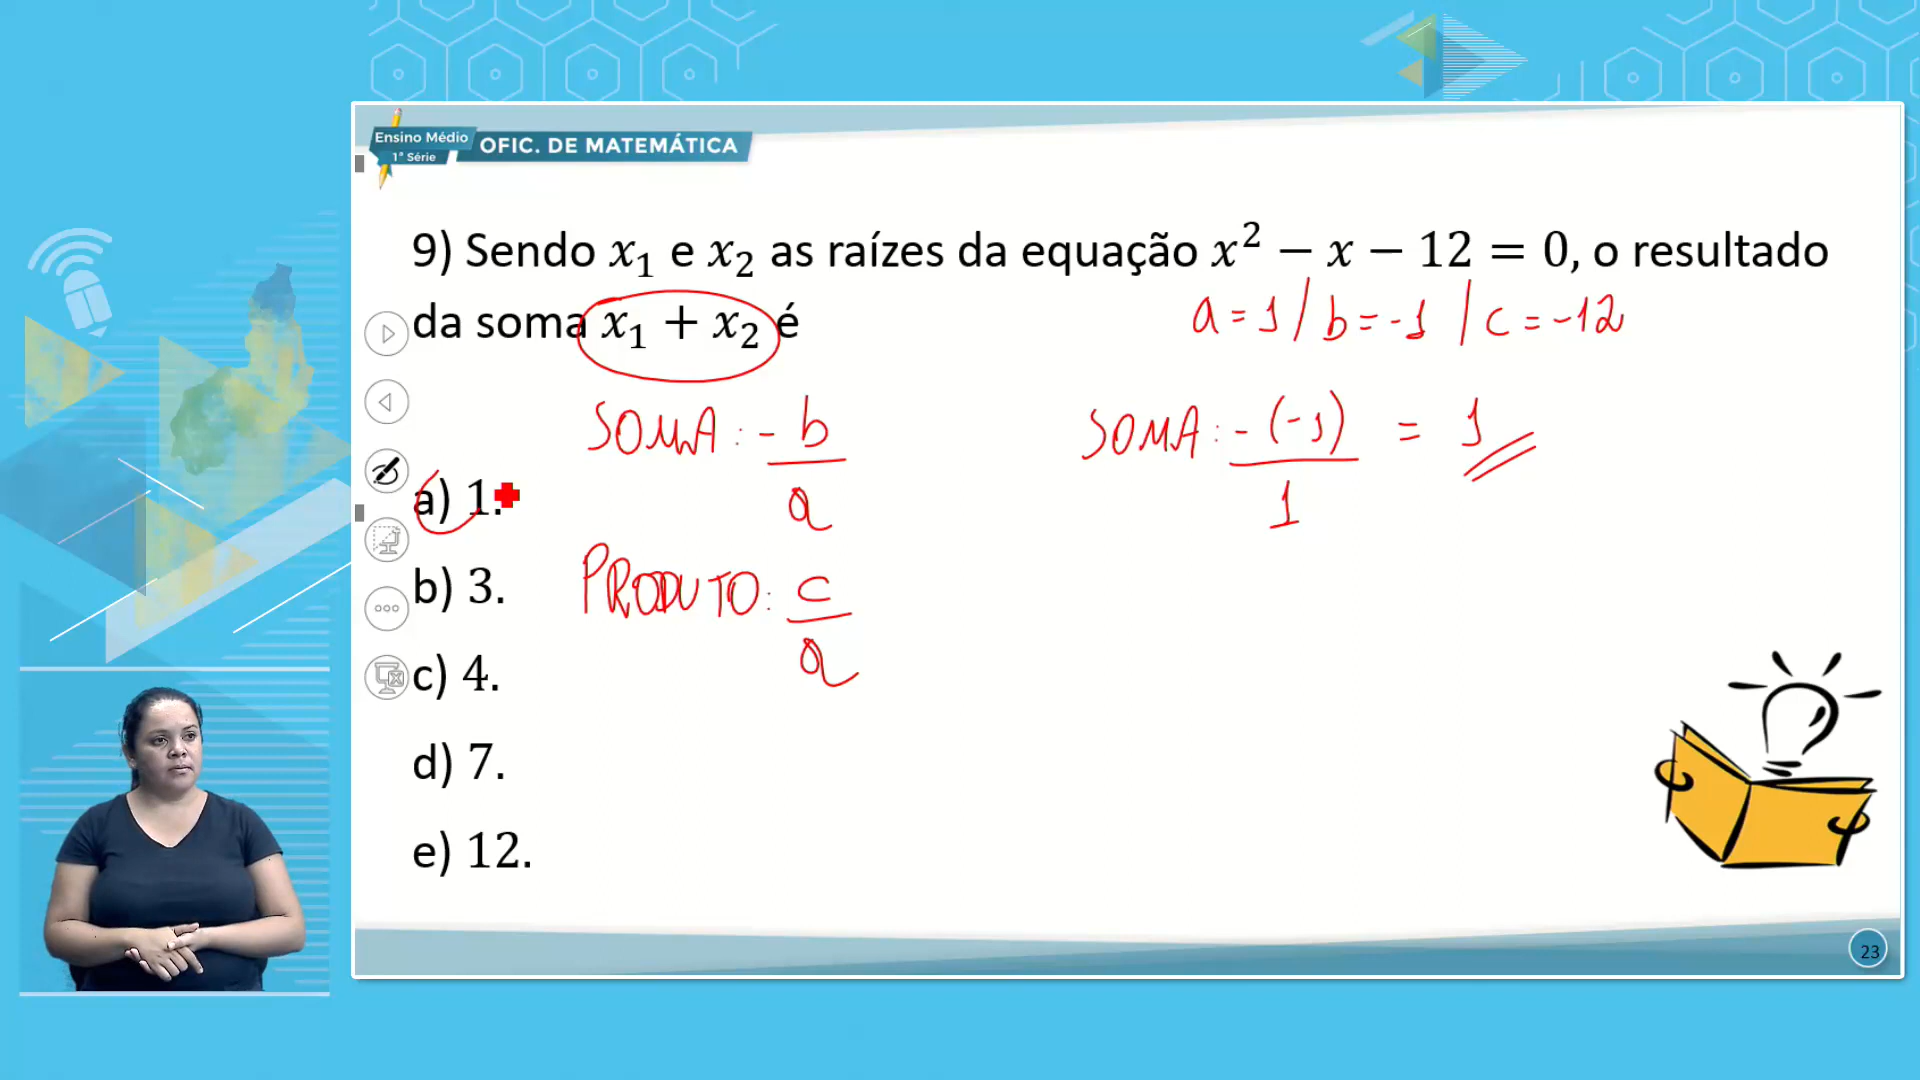 Ensino Médio
1ª Série
OFIC. DE MATEMÁTICA
9) Sendo x₁ e x₂ as raízes da equação x² − x − 12 = 0, o resultado
da soma x₁ + x₂ é
a = 1 / b = -1 / c = -12
SOMA: - b/a
SOMA: - (-1)/1 = 1
a) 1.
PRODUTO: c/a
b) 3.
c) 4.
d) 7.
e) 12.
23